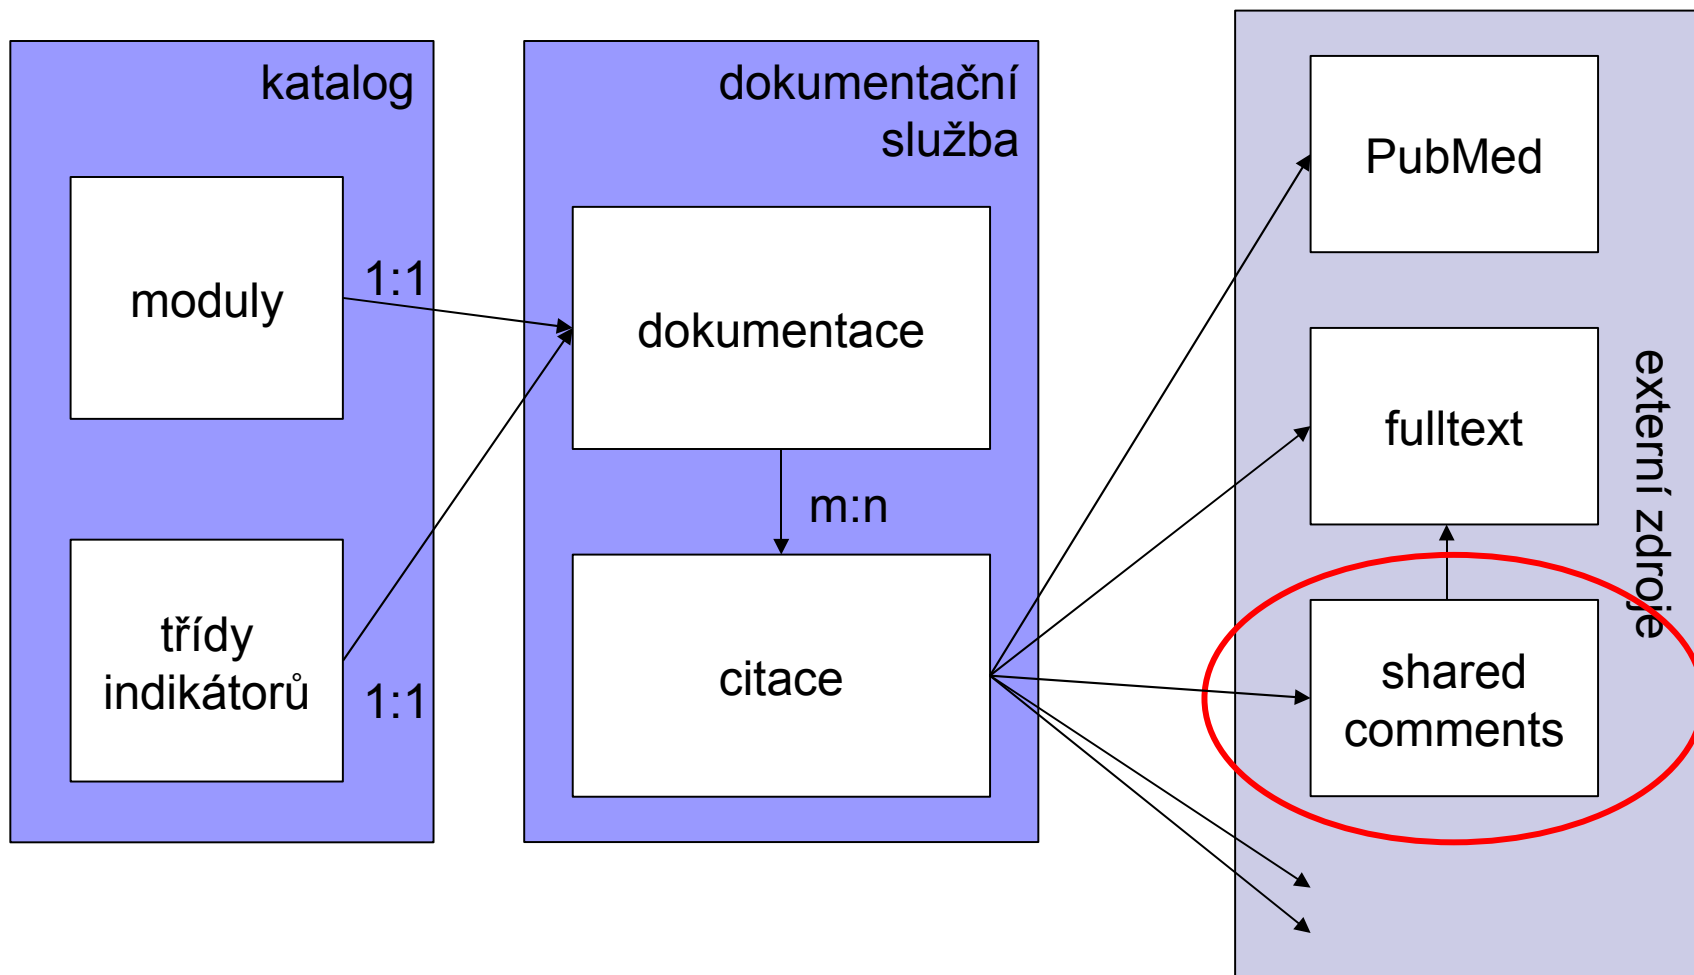 katalog
moduly
1:1
třídy
indikátorů
1:1
dokumentační
služba
dokumentace
m:n
citace
PubMed
fulltext
shared
comments
externí zdroje